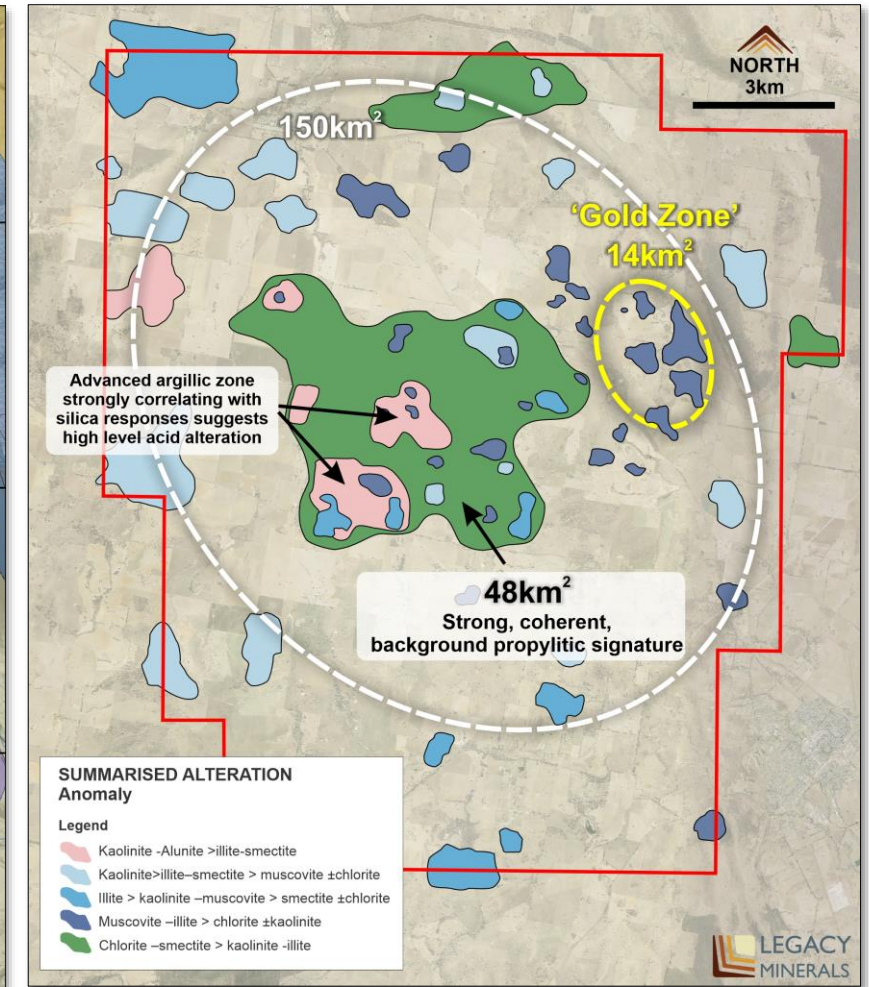 NORTH
3km
150km²
'Gold Zone'
14km²
Advanced argillic zone
strongly correlating with
silica responses suggests
high level acid alteration
48km²
Strong, coherent,
background propylitic signature
SUMMARISED ALTERATION
Anomaly
Legend
Kaolinite -Alunite >illite-smectite
Kaolinite>illite–smectite > muscovite ±chlorite
Illite > kaolinite –muscovite > smectite ±chlorite
Muscovite –illite > chlorite ±kaolinite
Chlorite –smectite > kaolinite -illite
LEGACY
MINERALS